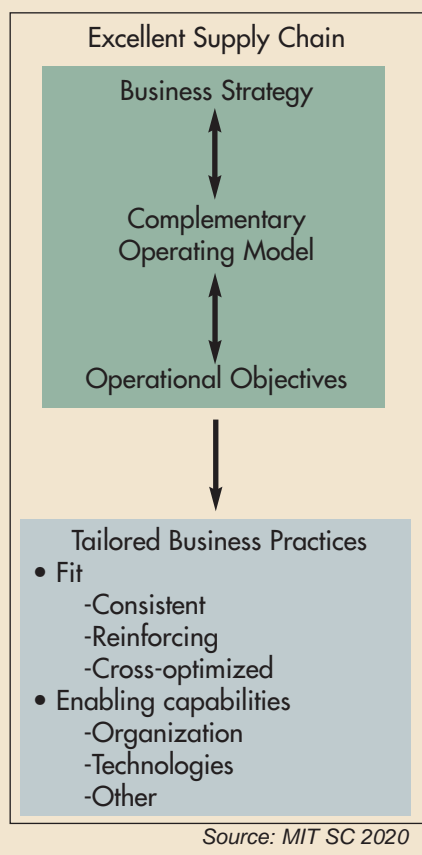 Excellent Supply Chain
Business Strategy
Complementary
Operating Model
Operational Objectives
Tailored Business Practices
• Fit
-Consistent
-Reinforcing
-Cross-optimized
• Enabling capabilities
-Organization
-Technologies
-Other
Source: MIT SC 2020